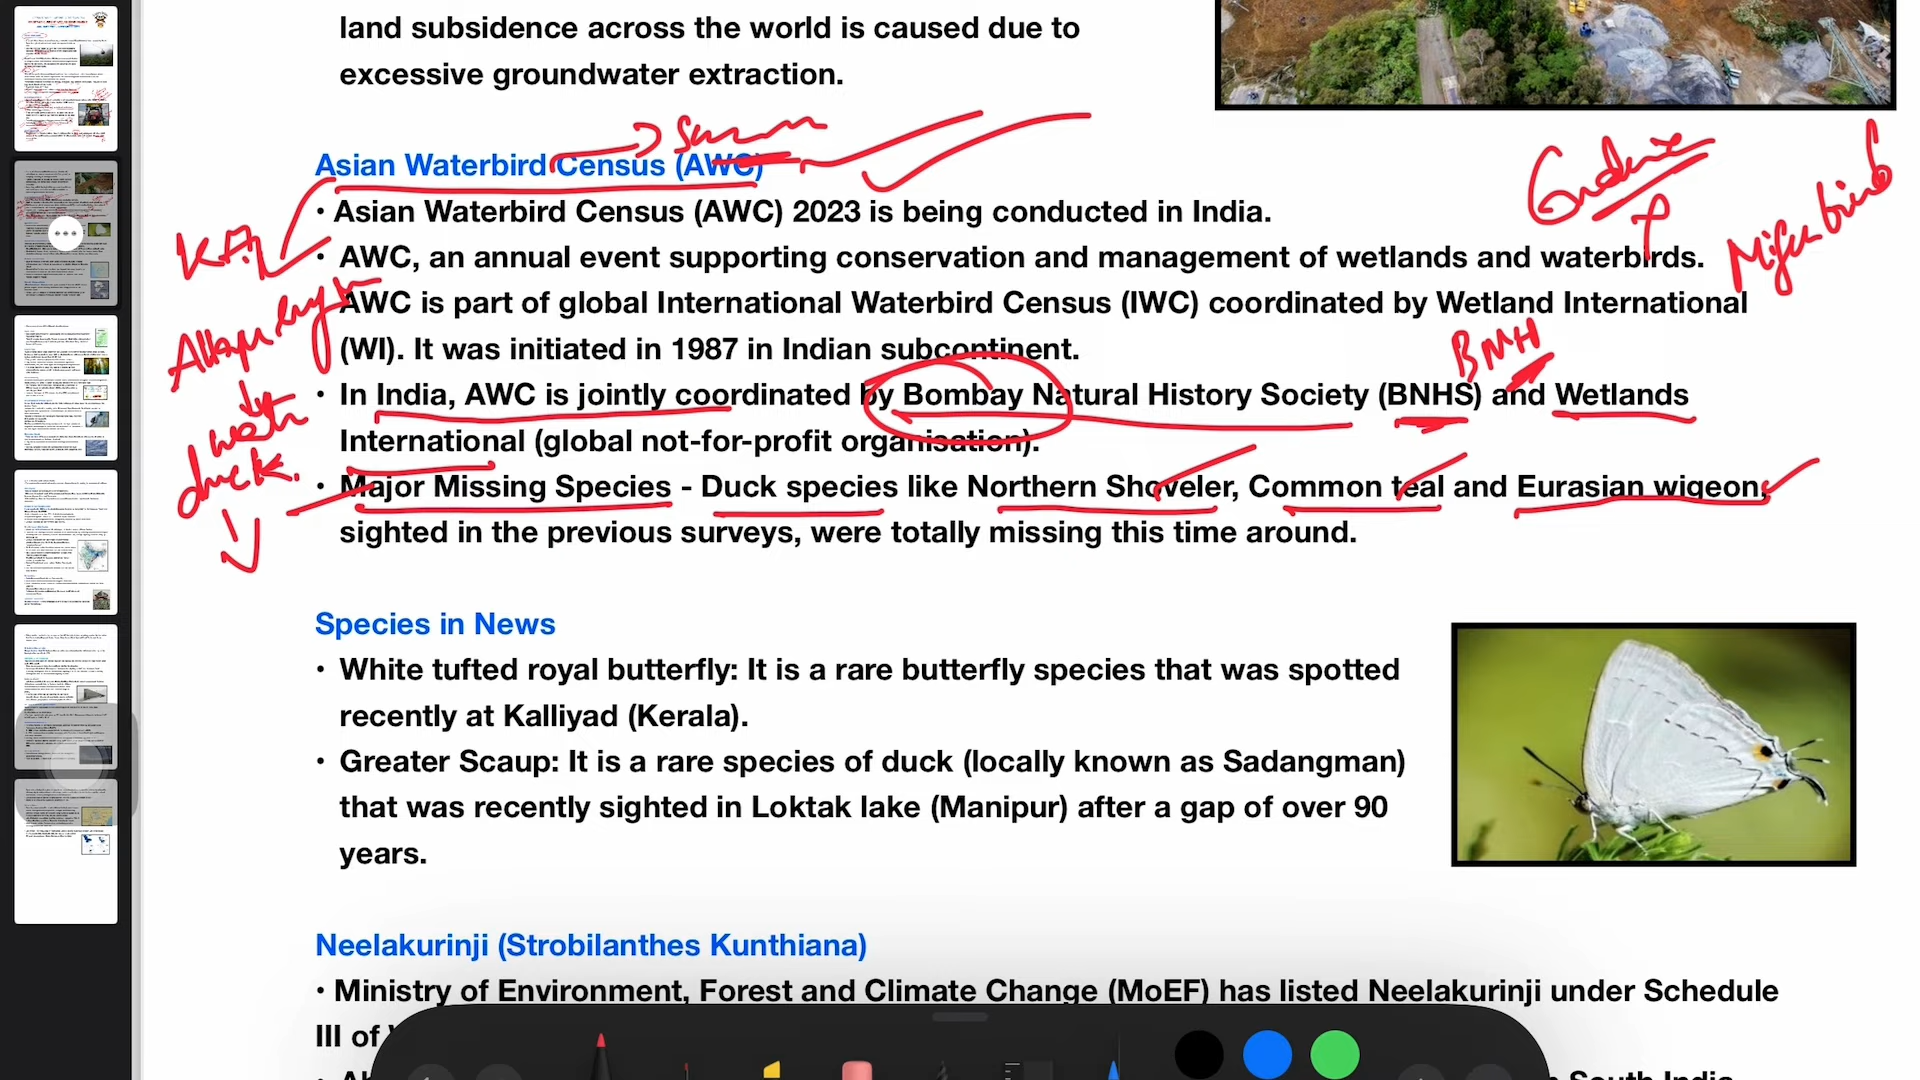 land subsidence across the world is caused due to
excessive groundwater extraction.
Asian Waterbird Census (AWC)
• Asian Waterbird Census (AWC) 2023 is being conducted in India.
• AWC, an annual event supporting conservation and management of wetlands and waterbirds.
AWC is part of global International Waterbird Census (IWC) coordinated by Wetland International
(WI). It was initiated in 1987 in Indian subcontinent.
• In India, AWC is jointly coordinated by Bombay Natural History Society (BNHS) and Wetlands
International (global not-for-profit organisation).
• Major Missing Species - Duck species like Northern Shoveler, Common teal and Eurasian wigeon,
sighted in the previous surveys, were totally missing this time around.
duck.
BNH
Species in News
• White tufted royal butterfly: It is a rare butterfly species that was spotted
recently at Kalliyad (Kerala).
• Greater Scaup: It is a rare species of duck (locally known as Sadangman)
that was recently sighted in Loktak lake (Manipur) after a gap of over 90
years.
Neelakurinji (Strobilanthes Kunthiana)
• Ministry of Environment, Forest and Climate Change (MoEF) has listed Neelakurinji under Schedule
III of
South India